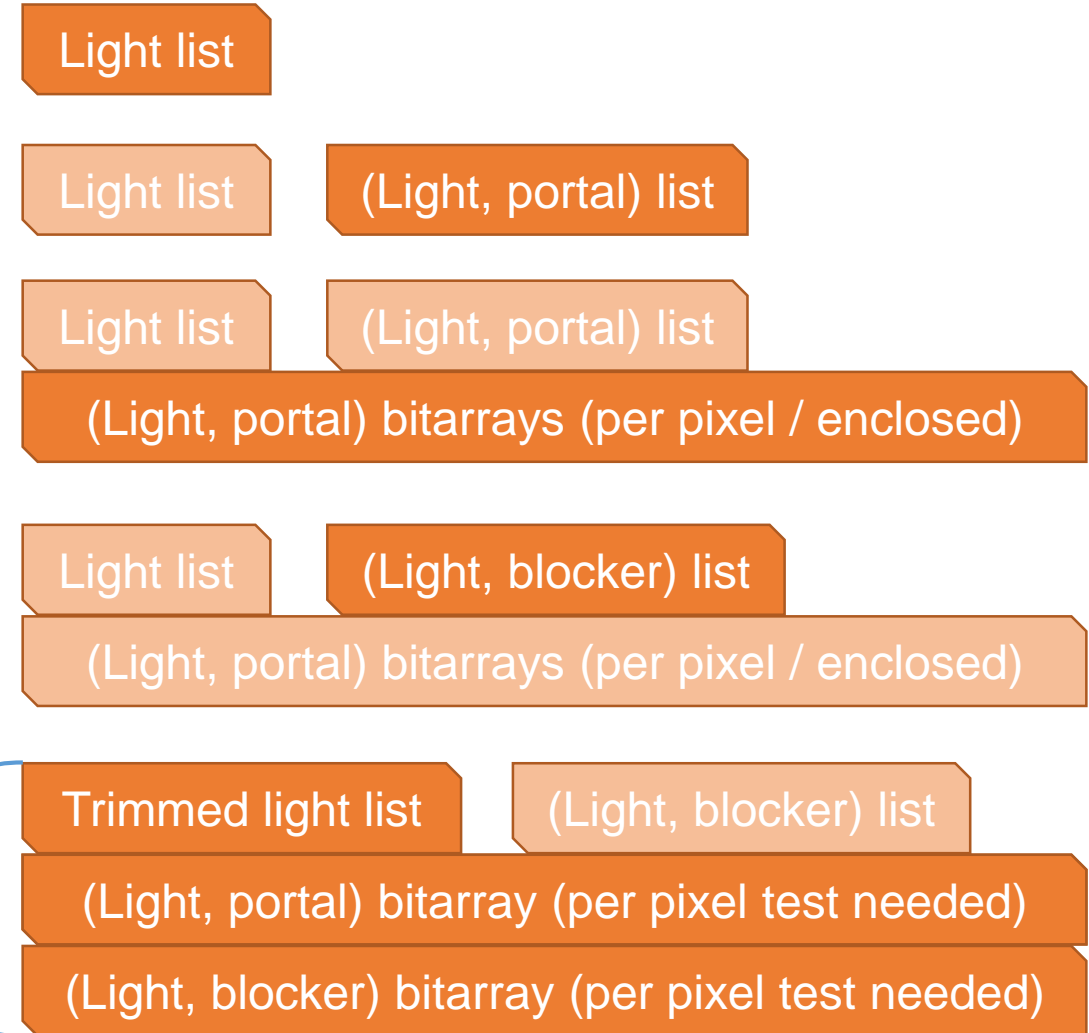 Light list
Light list
(Light, portal) list
Light list
(Light, portal) list
(Light, portal) bitarrays (per pixel / enclosed)
Light list
(Light, blocker) list
(Light, portal) bitarrays (per pixel / enclosed)
Trimmed light list
(Light, blocker) list
(Light, portal) bitarray (per pixel test needed)
(Light, blocker) bitarray (per pixel test needed)